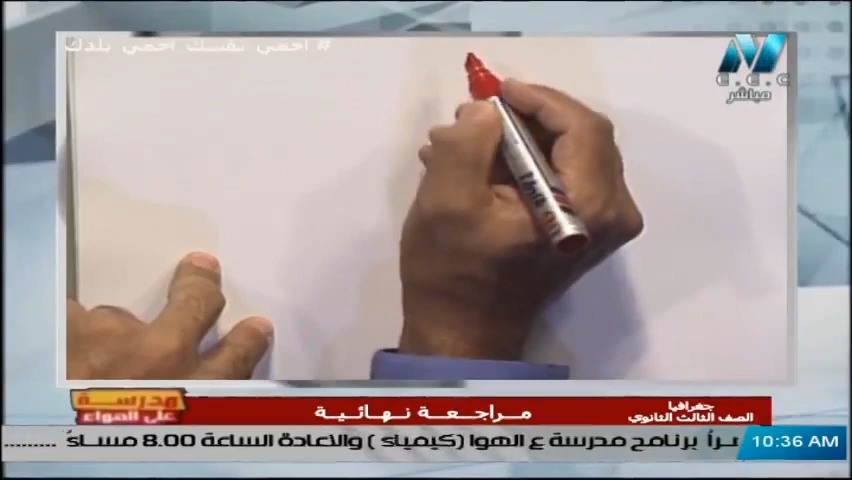 # احمي نفسك احمي بلدك
E.E.C
مباشر
مدرسة
على الهواء
مراجعة نهائية
جغرافيا
الصف الثالث الثانوي
برنامج مدرسة ع الهوا (كيمياء) والاعادة الساعة 8.00 مساءً ........
10:36 AM